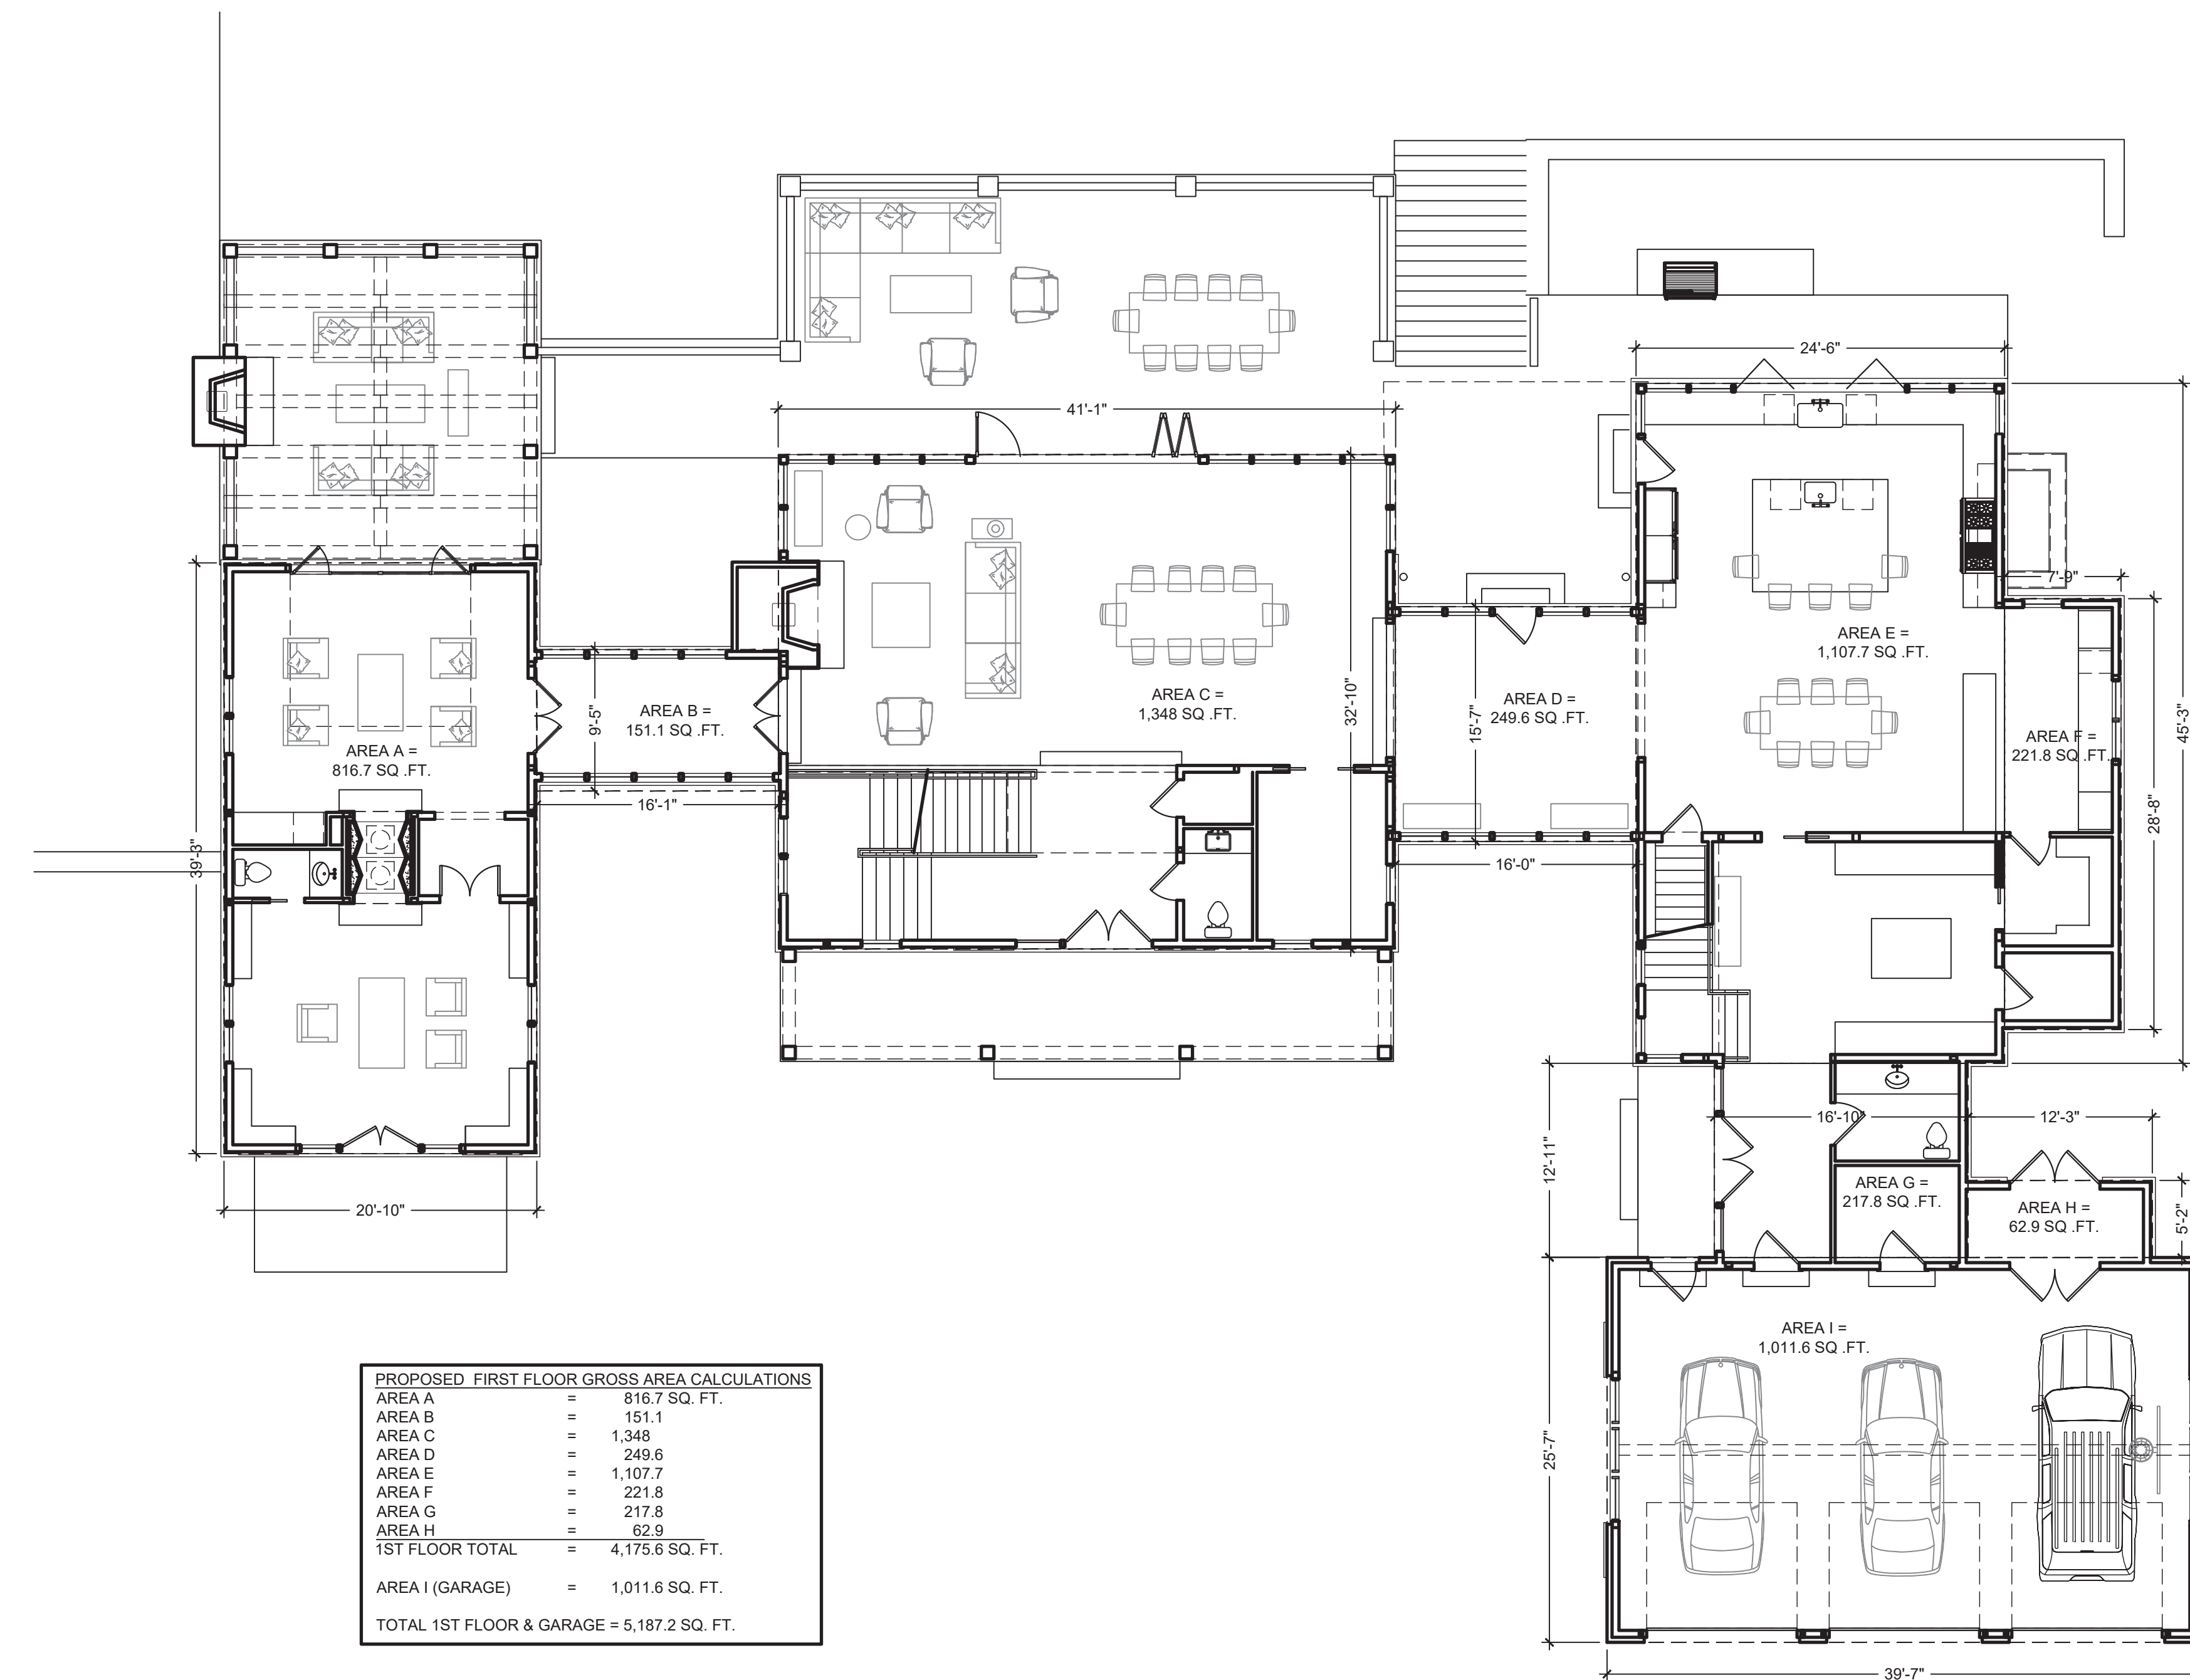 24'-6"
41'-1"
7'-9"
AREA E =
1,107.7 SQ .FT.
AREA C =
1,348 SQ .FT.
32'-10"
AREA D =
249.6 SQ .FT.
15'-7"
AREA B =
151.1 SQ .FT.
9'-5"
AREA F =
221.8 SQ .FT.
45'-3"
AREA A =
816.7 SQ .FT.
16'-1"
28'-8"
39'-3"
16'-0"
16'-10"
12'-3"
12'-11"
AREA G =
217.8 SQ .FT.
AREA H =
62.9 SQ .FT.
5'-2"
20'-10"
AREA I =
1,011.6 SQ .FT.
25'-7"
39'-7"
PROPOSED FIRST FLOOR GROSS AREA CALCULATIONS
AREA A = 816.7 SQ. FT.
AREA B = 151.1
AREA C = 1,348
AREA D = 249.6
AREA E = 1,107.7
AREA F = 221.8
AREA G = 217.8
AREA H = 62.9
1ST FLOOR TOTAL = 4,175.6 SQ. FT.
AREA I (GARAGE) = 1,011.6 SQ. FT.
TOTAL 1ST FLOOR & GARAGE = 5,187.2 SQ. FT.